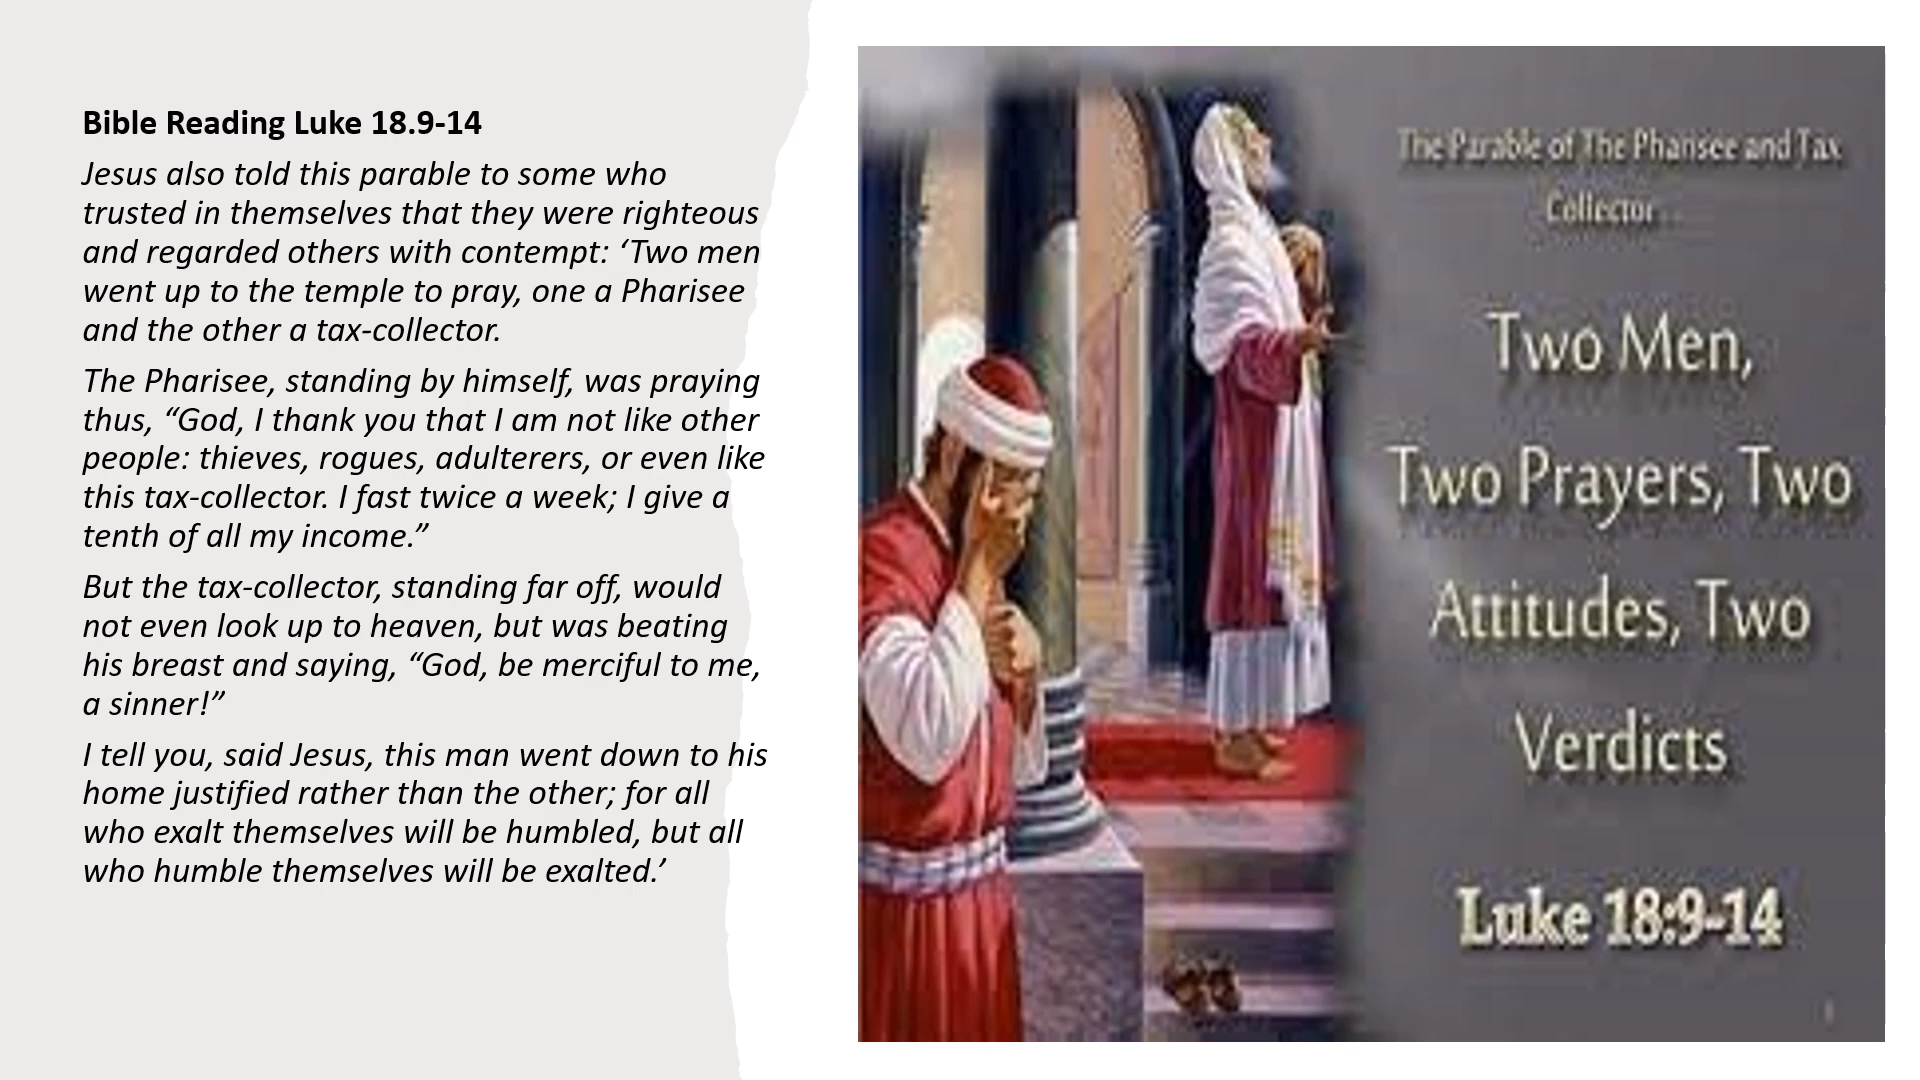 Bible Reading Luke 18.9-14
Jesus also told this parable to some who
trusted in themselves that they were righteous
and regarded others with contempt: ‘Two men
went up to the temple to pray, one a Pharisee
and the other a tax-collector.
The Pharisee, standing by himself, was praying
thus, “God, I thank you that I am not like other
people: thieves, rogues, adulterers, or even like
this tax-collector. I fast twice a week; I give a
tenth of all my income.”
But the tax-collector, standing far off, would
not even look up to heaven, but was beating
his breast and saying, “God, be merciful to me,
a sinner!”
I tell you, said Jesus, this man went down to his
home justified rather than the other; for all
who exalt themselves will be humbled, but all
who humble themselves will be exalted.’
The Parable of The Pharisee and Tax
Collector
Two Men,
Two Prayers, Two
Attitudes, Two
Verdicts
Luke 18:9-14